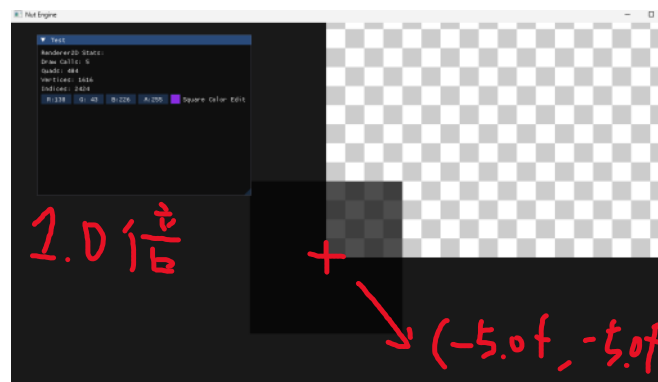 Nut Engine
Test
Renderer2D Stats:
Draw Calls: 5
Quads: 404
Vertices: 1616
Indices: 2424
R:138 G: 43 B:226 A:255 Square Color Edit
1.0倍
(-5.0f, -5.0f